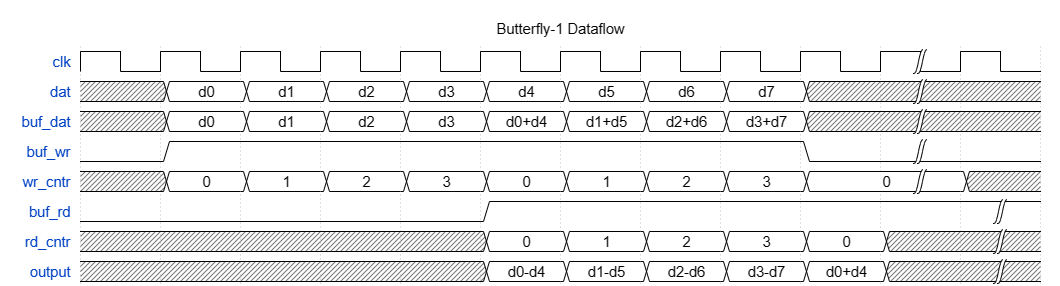 Butterfly-1 Dataflow
clk
dat d0 d1 d2 d3 d4 d5 d6 d7
buf_dat d0 d1 d2 d3 d0+d4 d1+d5 d2+d6 d3+d7
buf_wr
wr_cntr 0 1 2 3 0 1 2 3 0
buf_rd
rd_cntr 0 1 2 3 0
output d0-d4 d1-d5 d2-d6 d3-d7 d0+d4